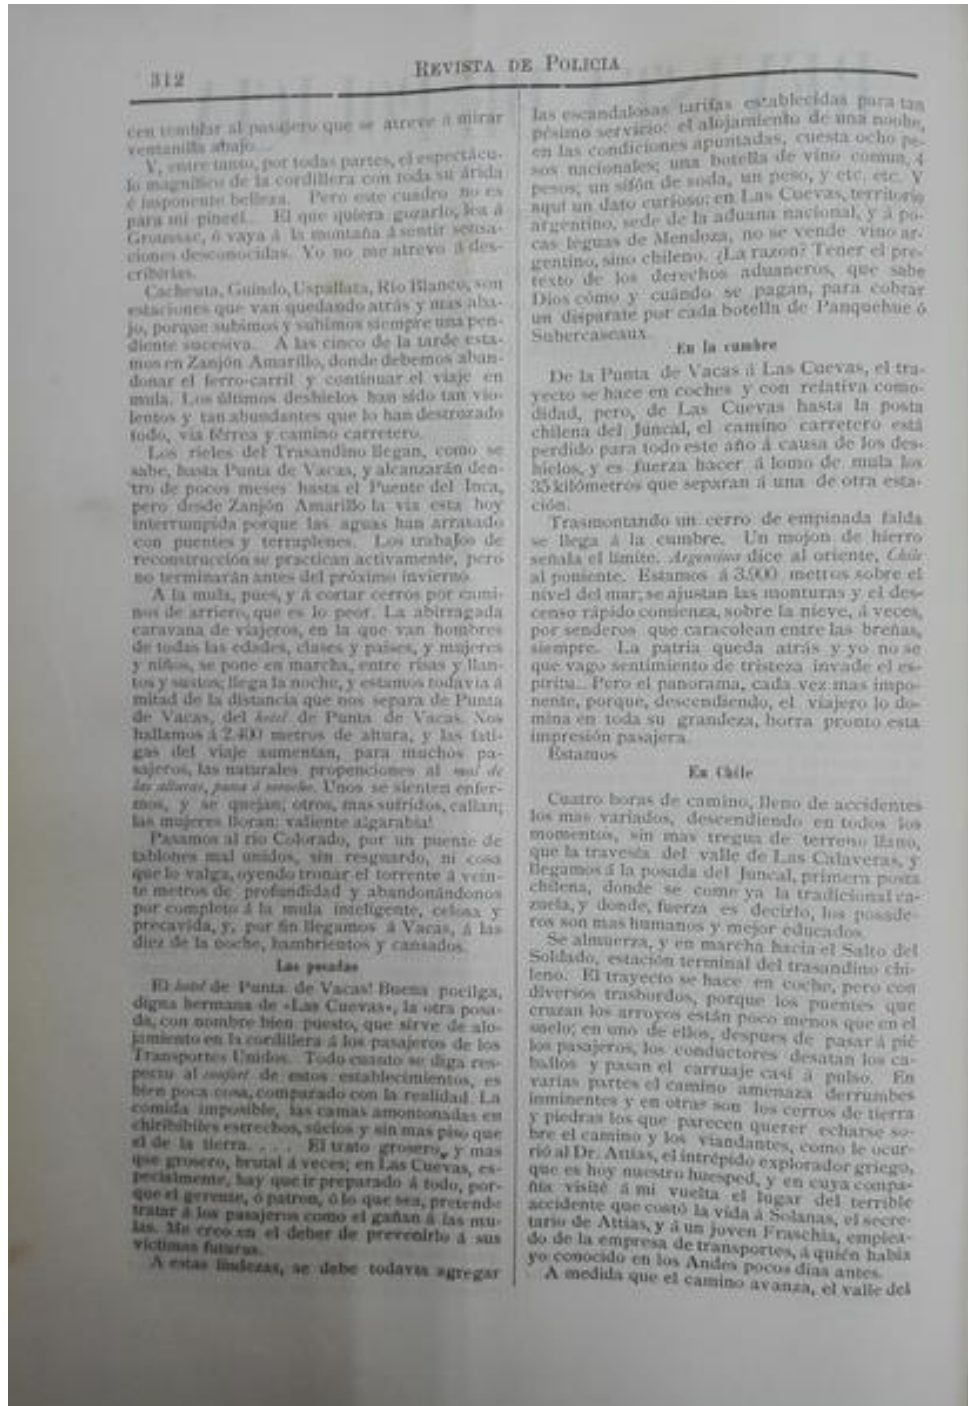 312
REVISTA DE POLICIA
cen temblar al pasajero que se atreve á mirar
ventanilla abajo...
Y, entre tanto, por todas partes, el espectácu-
lo magnífico de la cordillera con toda su árida
é imponente belleza. Pero este cuadro no es
para mi pincel... El que quiera gozarlo, lea á
Groussac, ó vaya á la montaña á sentir sensa-
ciones desconocidas. Yo no me atrevo á des-
cribirlas.
Cacheuta, Guindo, Uspallata, Río Blanco, son
estaciones que van quedando atrás y mas aba-
jo, porque subimos y subimos siempre una pen-
diente sucesiva. A las cinco de la tarde esta-
mos en Zanjón Amarillo, donde debemos aban-
donar el ferro-carril y continuar el viaje en
mula. Los últimos deshielos han sido tan vio-
lentos y tan abundantes que lo han destrozado
todo, via férrea y camino carretero.
Los rieles del Trasandino llegan, como se
sabe, hasta Punta de Vacas, y alcanzarán den-
tro de pocos meses hasta el Puente del Inca,
pero desde Zanjón Amarillo la via esta hoy
interrumpida porque las aguas han arrasado
con puentes y terraplenes. Los trabajos de
reconstrucción se practican activamente, pero
no terminarán antes del próximo invierno.
A la mula, pues, y á cortar cerros por cami-
nos de arriero, que es lo peor. La abirragada
caravana de viajeros, en la que van hombres
de todas las edades, clases y paises, y mujeres
y niños, se pone en marcha, entre risas y llan-
tos y sustos; llega la noche, y estamos todavia á
mitad de la distancia que nos separa de Punta
de Vacas, del hotel de Punta de Vacas. Nos
hallamos á 2.400 metros de altura, y las fati-
gas del viaje aumentan, para muchos pa-
sajeros, las naturales propenciones al mal de
las alturas, puna ó soroche. Unos se sienten enfer-
mos, y se quejan; otros, mas sufridos, callan;
las mujeres lloran: valiente algarabia!
Pasamos al río Colorado, por un puente de
tablones mal unidos, sin resguardo, ni cosa
que lo valga, oyendo tronar el torrente á vein-
te metros de profundidad y abandonándonos
por completo á la mula inteligente, celosa y
precavida, y, por fin llegamos á Vacas, á las
diez de la noche, hambrientos y cansados.
Las posadas
El hotel de Punta de Vacas! Buena pocilga,
digna hermana de «Las Cuevas», la otra posa-
da, con nombre bien puesto, que sirve de alo-
jamiento en la cordillera á los pasajeros de los
Transportes Unidos. Todo cuanto se diga res-
pecto al confort de estos establecimientos, es
bien poca cosa, comparado con la realidad. La
comida imposible, las camas amontonadas en
chiribibiles estrechos, súcios y sin mas piso que
el de la tierra. . . . El trato grosero, y mas
que grosero, brutal á veces; en Las Cuevas, es-
pecialmente, hay que ir preparado á todo, por-
que el gerente, ó patron, ó lo que sea, pretende
tratar á los pasajeros como el gañan á las mu-
las. Me creo en el deber de prevenirlo á sus
víctimas futuras.
A estas lindezas, se debe todavia agregar
las escandalosas tarifas establecidas para tan
pésimo servicio: el alojamiento de una noche,
en las condiciones apuntadas, cuesta ocho pe-
sos nacionales; una botella de vino comun, 4
pesos; un sifón de soda, un peso, y etc. etc. Y
aquí un dato curioso: en Las Cuevas, territorio
argentino, sede de la aduana nacional, y á po-
cas leguas de Mendoza, no se vende vino ar-
gentino, sino chileno. ¿La razon? Tener el pre-
texto de los derechos aduaneros, que sabe
Dios cómo y cuándo se pagan, para cobrar
un disparate por cada botella de Panquehue ó
Subercaseaux.
En la cumbre
De la Punta de Vacas á Las Cuevas, el tra-
yecto se hace en coches y con relativa como-
didad, pero, de Las Cuevas hasta la posta
chilena del Juncal, el camino carretero está
perdido para todo este año á causa de los des-
hielos, y es fuerza hacer á lomo de mula los
35 kilómetros que separan á una de otra esta-
ción.
Trasmontando un cerro de empinada falda
se llega á la cumbre. Un mojon de hierro
señala el límite. Argentina dice al oriente, Chile
al poniente. Estamos á 3.900 metros sobre el
nivel del mar; se ajustan las monturas y el des-
censo rápido comienza, sobre la nieve, á veces,
por senderos que caracolean entre las breñas,
siempre. La patria queda atrás y yo no se
que vago sentimiento de tristeza invade el es-
píritu... Pero el panorama, cada vez mas impo-
nente, porque, descendiendo, el viajero lo do-
mina en toda su grandeza, borra pronto esta
impresión pasajera.
Estamos
En Chile
Cuatro horas de camino, lleno de accidentes
los mas variados, descendiendo en todos los
momentos, sin mas tregua de terreno llano,
que la travesía del valle de Las Calaveras, y
llegamos á la posada del Juncal, primera posta
chilena, donde se come ya la tradicional ca-
zuela, y donde, fuerza es decirlo, los posade-
ros son mas humanos y mejor educados.
Se almuerza, y en marcha hacia el Salto del
Soldado, estación terminal del trasandino chi-
leno. El trayecto se hace en coche, pero con
diversos trasbordos, porque los puentes que
cruzan los arroyos están poco menos que en el
suelo; en uno de ellos, despues de pasar á pié
los pasajeros, los conductores desatan los ca-
ballos y pasan el carruaje casi á pulso. En
varias partes el camino amenaza derrumbes
inminentes y en otras son los cerros de tierra
y piedras los que parecen querer echarse so-
bre el camino y los viandantes, como le ocur-
rió al Dr. Attias, el intrépido explorador griego,
que es hoy nuestro huesped, y en cuya compa-
ñia visité á mi vuelta el lugar del terrible
accidente que costó la vida á Solanas, el secre-
tario de Attias, y á un joven Fraschia, emplea-
do de la empresa de transportes, á quién había
yo conocido en los Andes pocos dias antes.
A medida que el camino avanza, el valle del